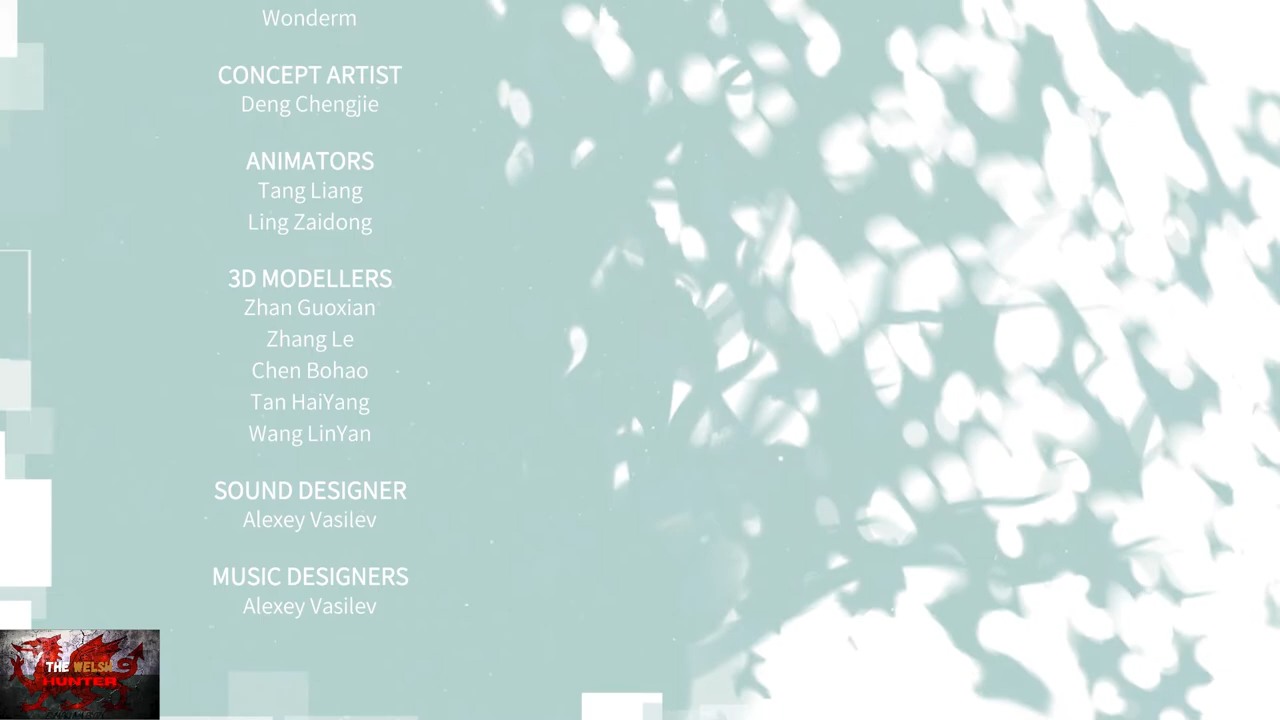 Wonderm
CONCEPT ARTIST
Deng Chengjie
ANIMATORS
Tang Liang
Ling Zaidong
3D MODELLERS
Zhan Guoxian
Zhang Le
Chen Bohao
Tan HaiYang
Wang LinYan
SOUND DESIGNER
Alexey Vasilev
MUSIC DESIGNERS
Alexey Vasilev
THE WELSH
HUNTER